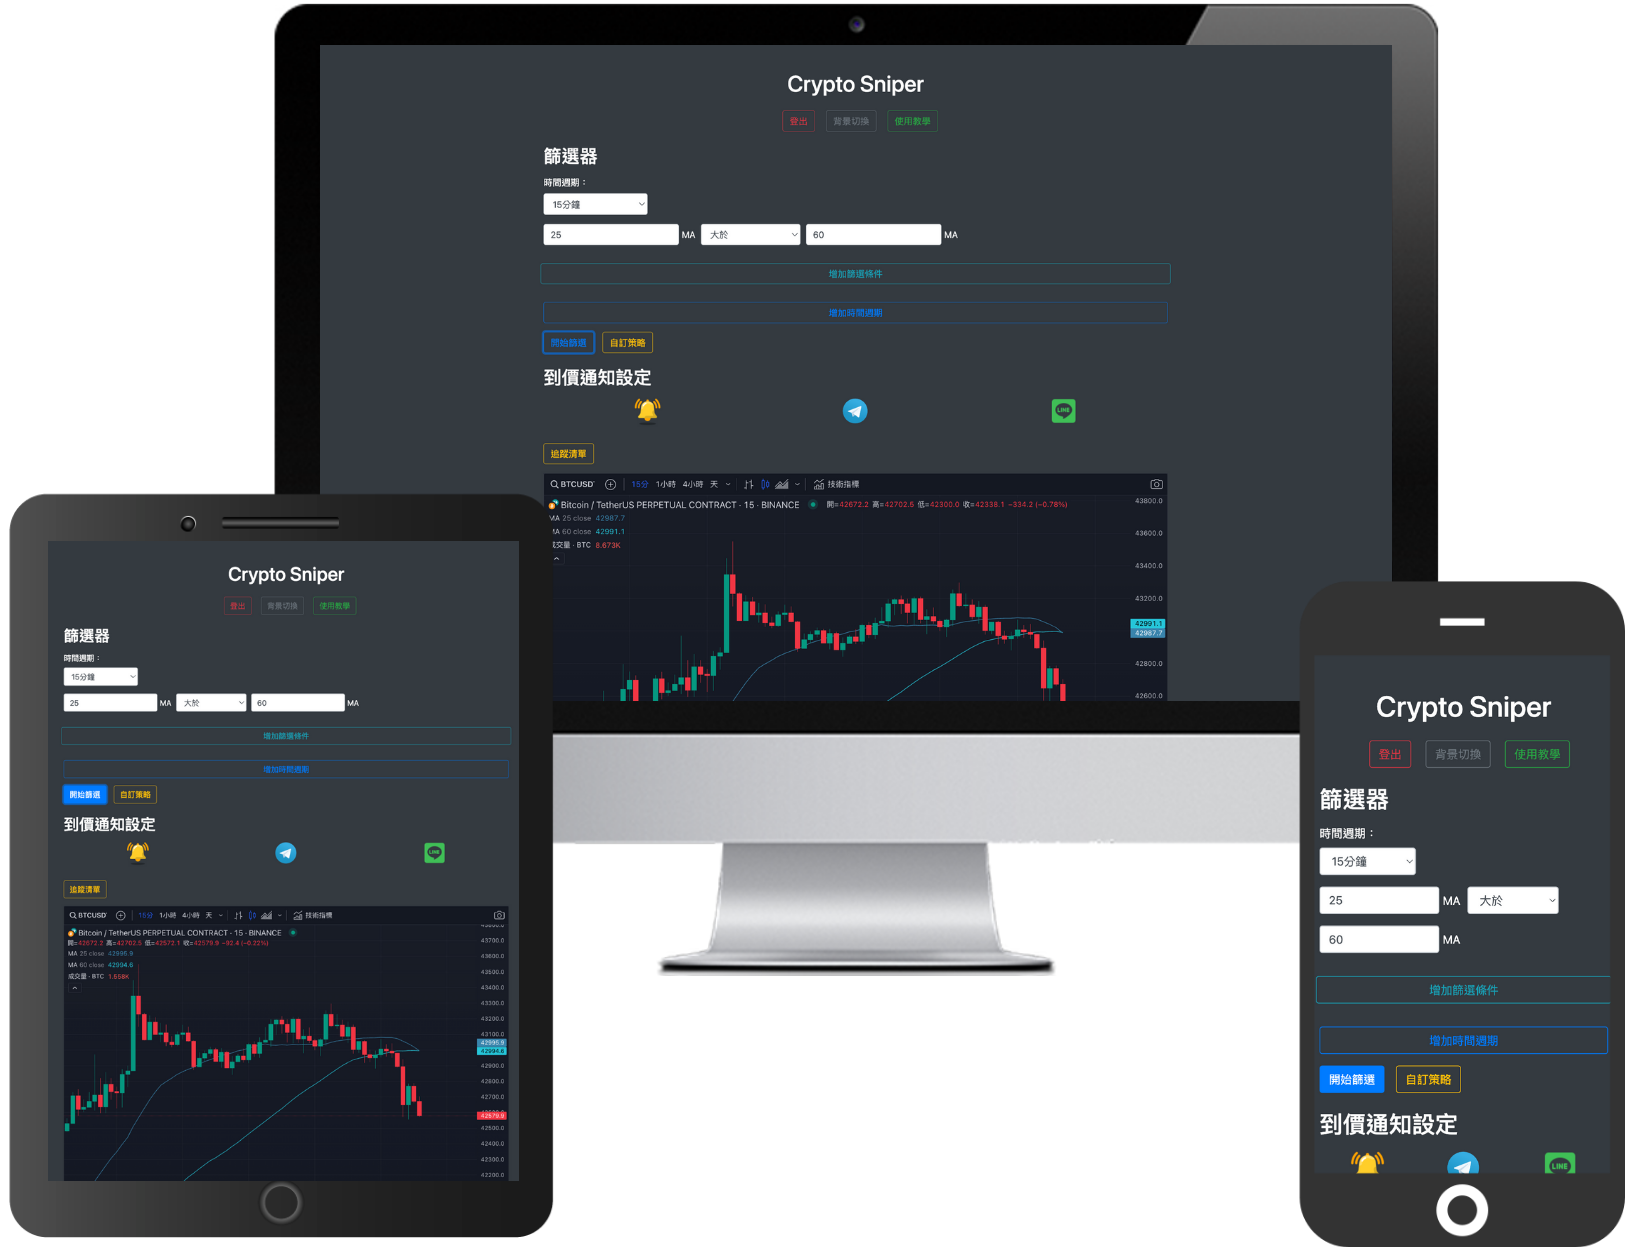 Crypto Sniper
登出 背景切換 使用教學
篩選器
時間週期：
15分鐘
25 MA 大於 60 MA
增加篩選條件
增加時間週期
開始篩選 自訂策略
到價通知設定
LINE
追蹤清單
BTCUSD 15分 1小時 4小時 天 技術指標
Bitcoin / TetherUS PERPETUAL CONTRACT · 15 · BINANCE 開=42672.2 高=42702.5 低=42300.0 收=42338.1 −334.2 (−0.78%)
MA 25 close 42987.7
MA 60 close 42991.1
成交量 · BTC 8.673K
43800.0
43600.0
43400.0
43200.0
42991.1
42987.7
42800.0
42600.0
Crypto Sniper
登出 背景切換 使用教學
篩選器
時間週期：
15分鐘
25 MA 大於 60 MA
增加篩選條件
增加時間週期
開始篩選 自訂策略
到價通知設定
LINE
追蹤清單
BTCUSD 15分 1小時 4小時 天 技術指標
Bitcoin / TetherUS PERPETUAL CONTRACT · 15 · BINANCE
開=42672.2 高=42702.5 低=42572.1 收=42579.9 −92.4 (−0.22%)
MA 25 close 42995.9
MA 60 close 42994.6
成交量 · BTC 1.558K
43700.0
43600.0
43500.0
43400.0
43300.0
43200.0
43100.0
42995.9
42994.6
42900.0
42800.0
42700.0
42579.9
42500.0
42400.0
42300.0
42200.0
Crypto Sniper
登出 背景切換 使用教學
篩選器
時間週期：
15分鐘
25 MA 大於
60 MA
增加篩選條件
增加時間週期
開始篩選 自訂策略
到價通知設定
LINE